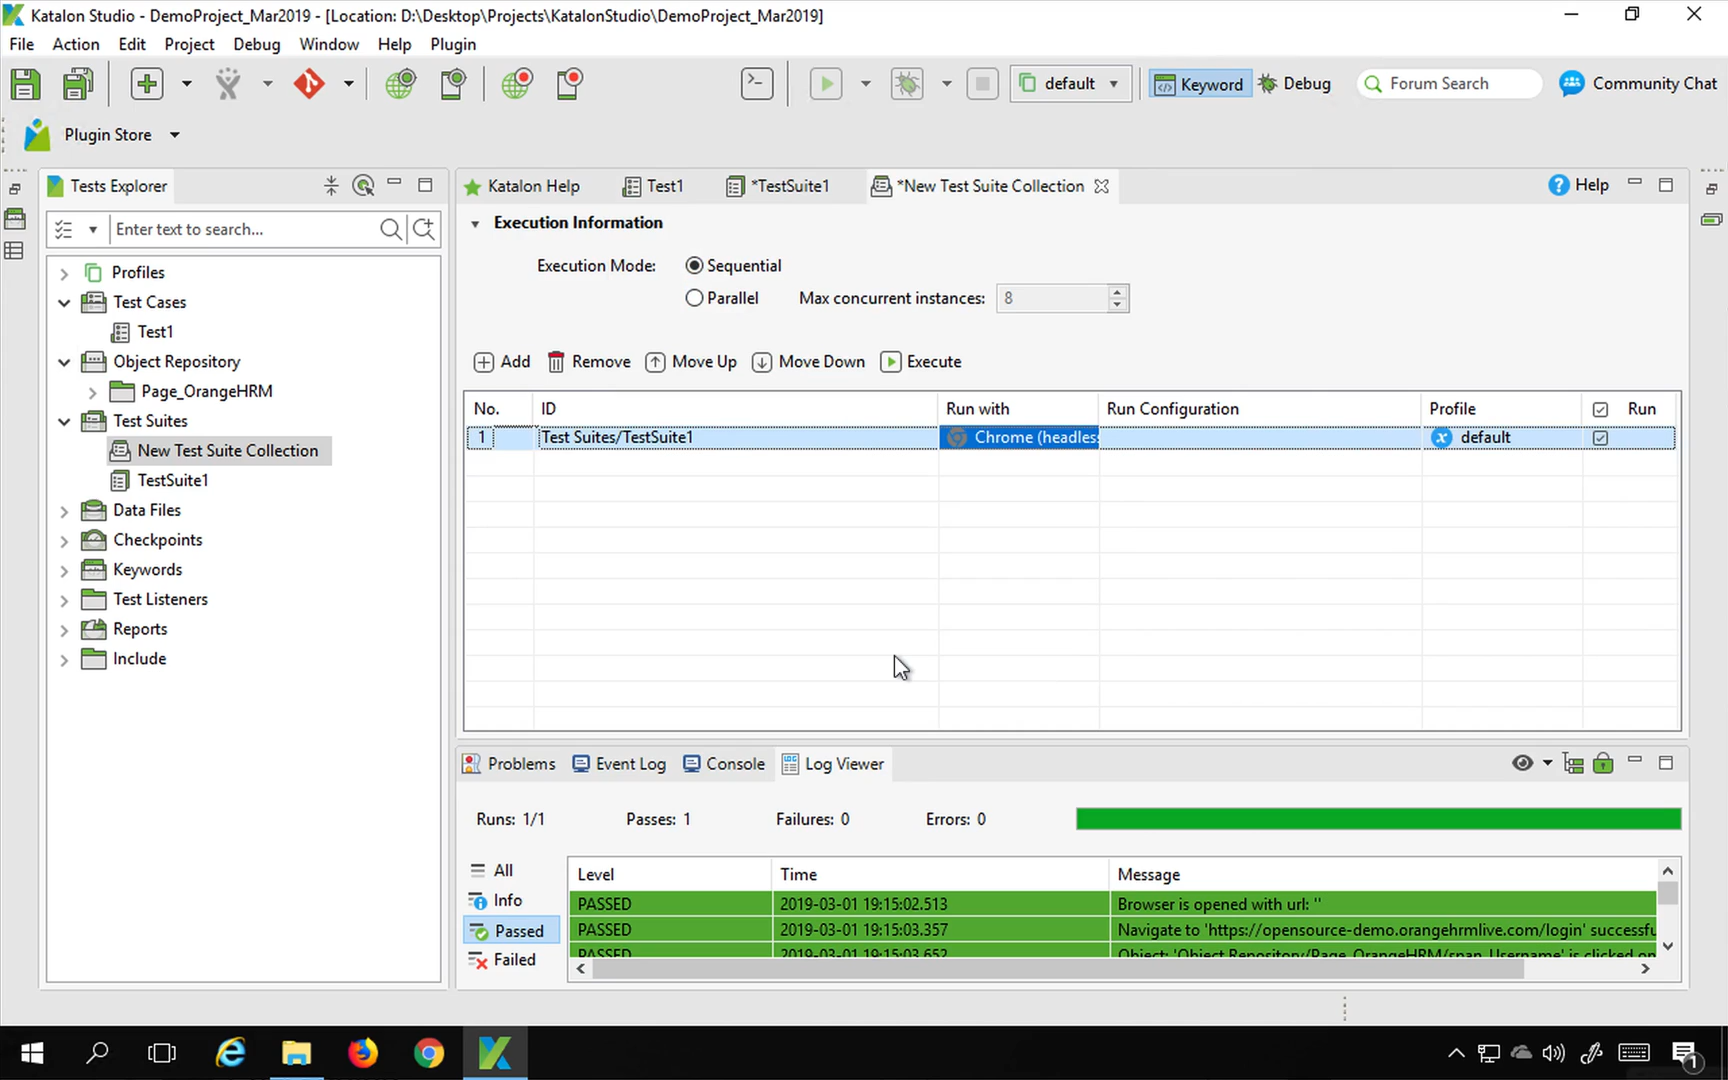 Katalon Studio - DemoProject_Mar2019 - [Location: D:\Desktop\Projects\KatalonStudio\DemoProject_Mar2019]
File Action Edit Project Debug Window Help Plugin
default Keyword Debug Forum Search Community Chat
Plugin Store
Tests Explorer
Enter text to search...
Profiles
Test Cases
Test1
Object Repository
Page_OrangeHRM
Test Suites
New Test Suite Collection
TestSuite1
Data Files
Checkpoints
Keywords
Test Listeners
Reports
Include
Katalon Help Test1 *TestSuite1 *New Test Suite Collection Help
Execution Information
Execution Mode: Sequential
Parallel Max concurrent instances: 8
Add Remove Move Up Move Down Execute
No. ID Run with Run Configuration Profile Run
1 Test Suites/TestSuite1 Chrome (headles default
Problems Event Log Console Log Viewer
Runs: 1/1 Passes: 1 Failures: 0 Errors: 0
All
Info
Passed
Failed
Level Time Message
PASSED 2019-03-01 19:15:02.513 Browser is opened with url: ''
PASSED 2019-03-01 19:15:03.357 Navigate to 'https://opensource-demo.orangehrmlive.com/login' successfu
PASSED 2019-03-01 19:15:03.652 Object: 'Object Repository/Page_OrangeHRM/span_Username' is clicked on
1